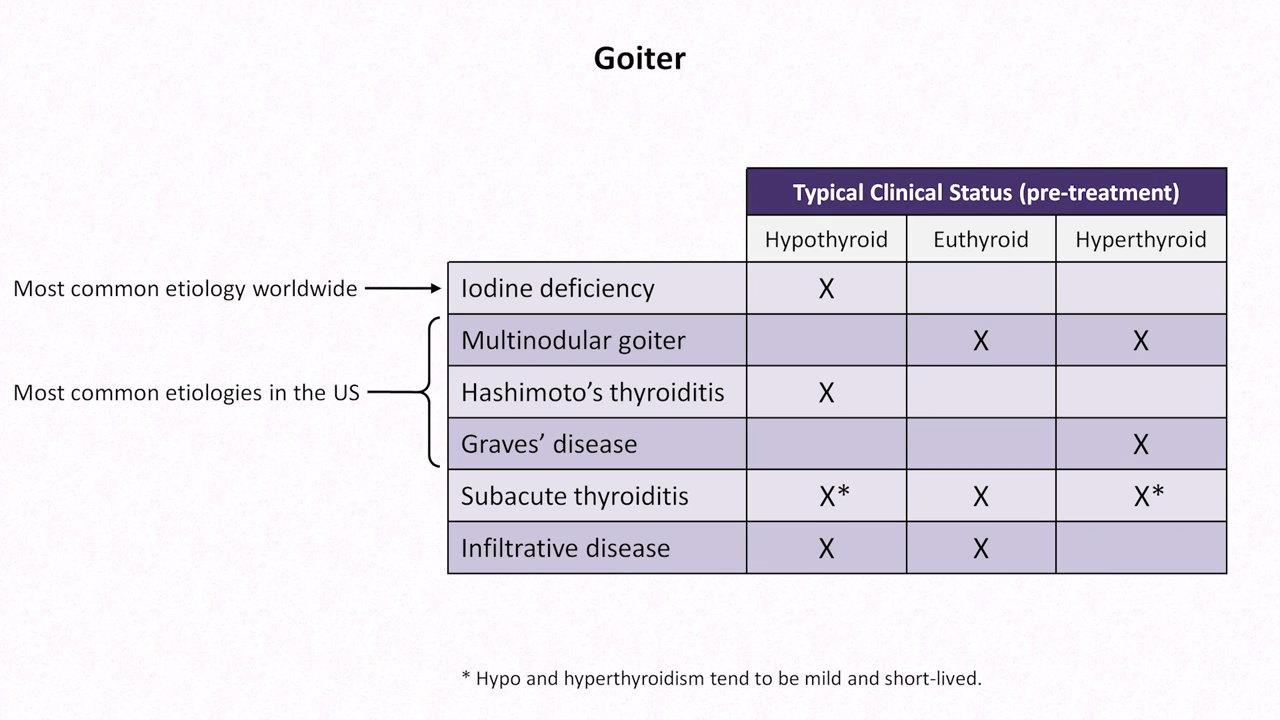 Goiter
Typical Clinical Status (pre-treatment)
Hypothyroid Euthyroid Hyperthyroid
Most common etiology worldwide Iodine deficiency X
Multinodular goiter X X
Most common etiologies in the US Hashimoto’s thyroiditis X
Graves’ disease X
Subacute thyroiditis X* X X*
Infiltrative disease X X
* Hypo and hyperthyroidism tend to be mild and short-lived.